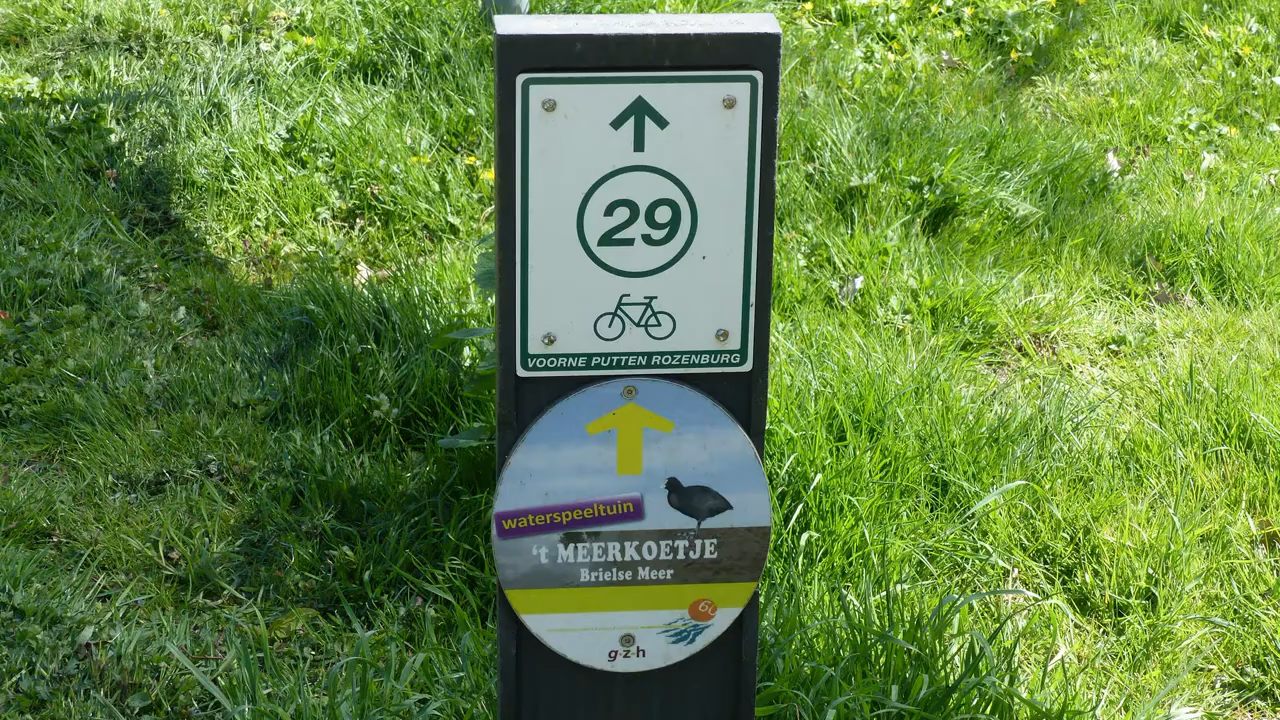 29
VOORNE PUTTEN ROZENBURG
waterspeeltuin
't MEERKOETJE
Brielse Meer
g-z-h